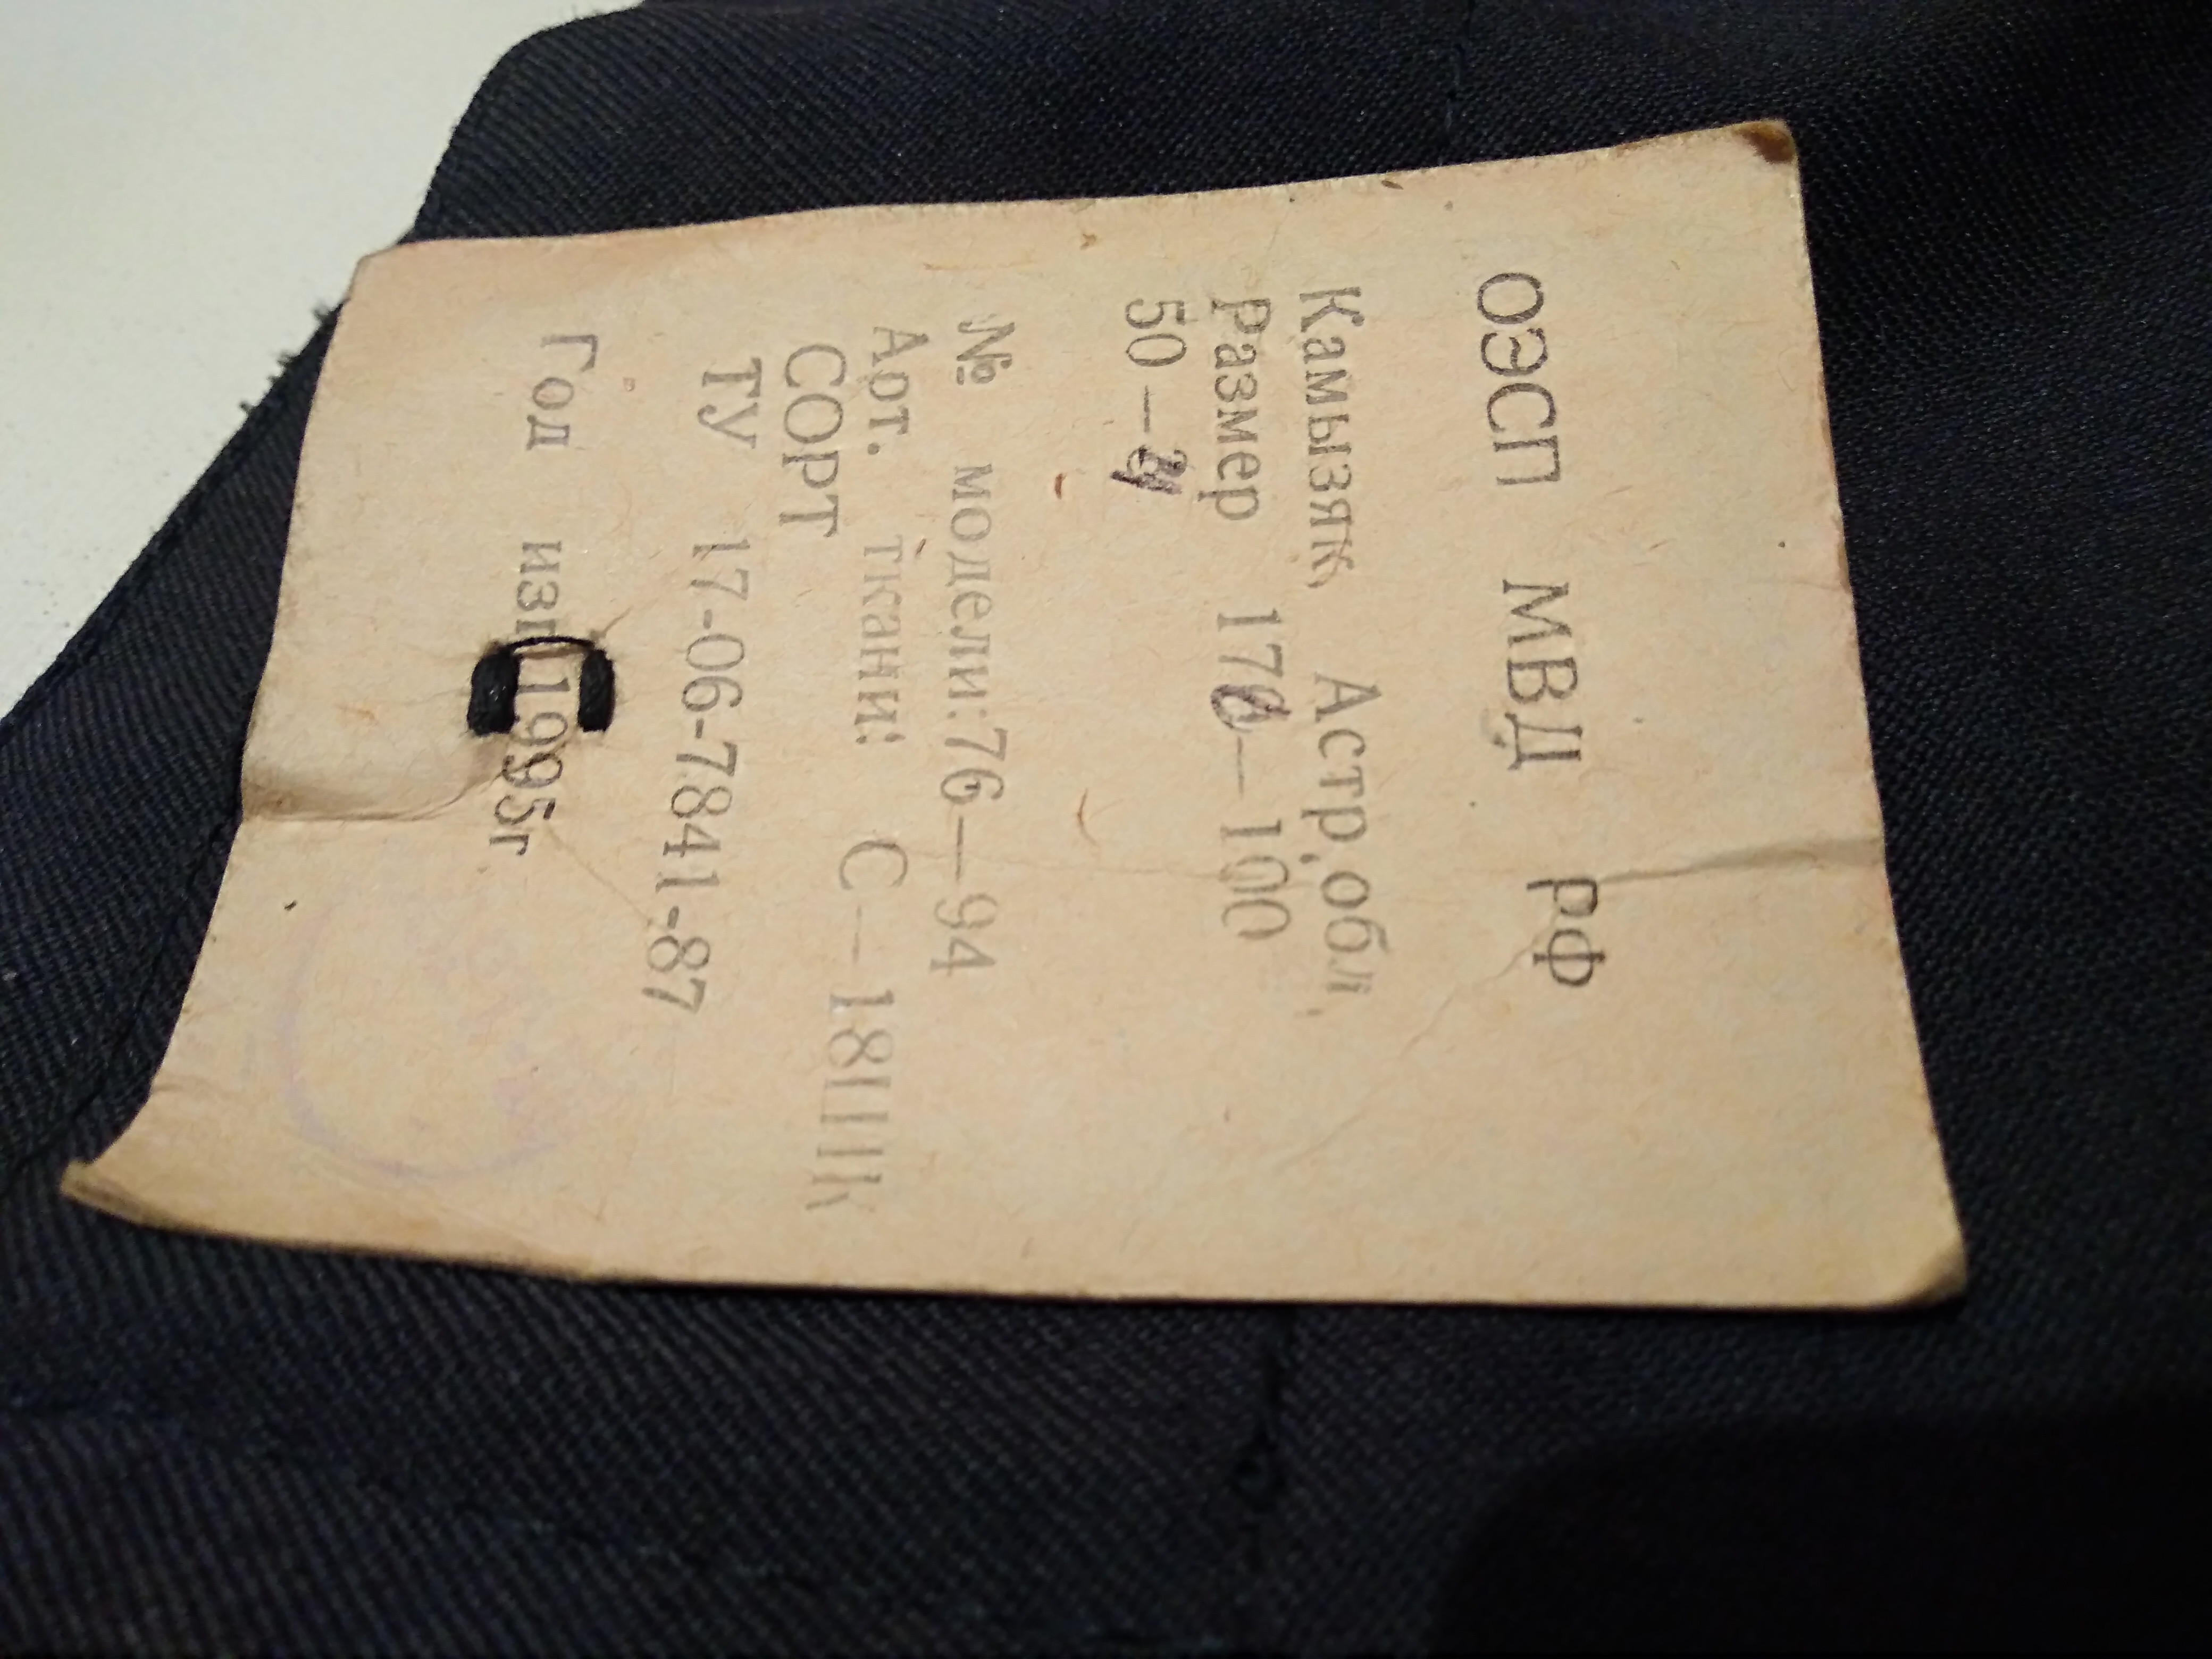 ОЭСП МВД РФ
Камызяк, Астр.обл,
Размер 170—100
50—4
№ модели:76—94
Арт. ткани: С—18ШК
СОРТ
ТУ 17-06-7841-87
Год изг 1995г